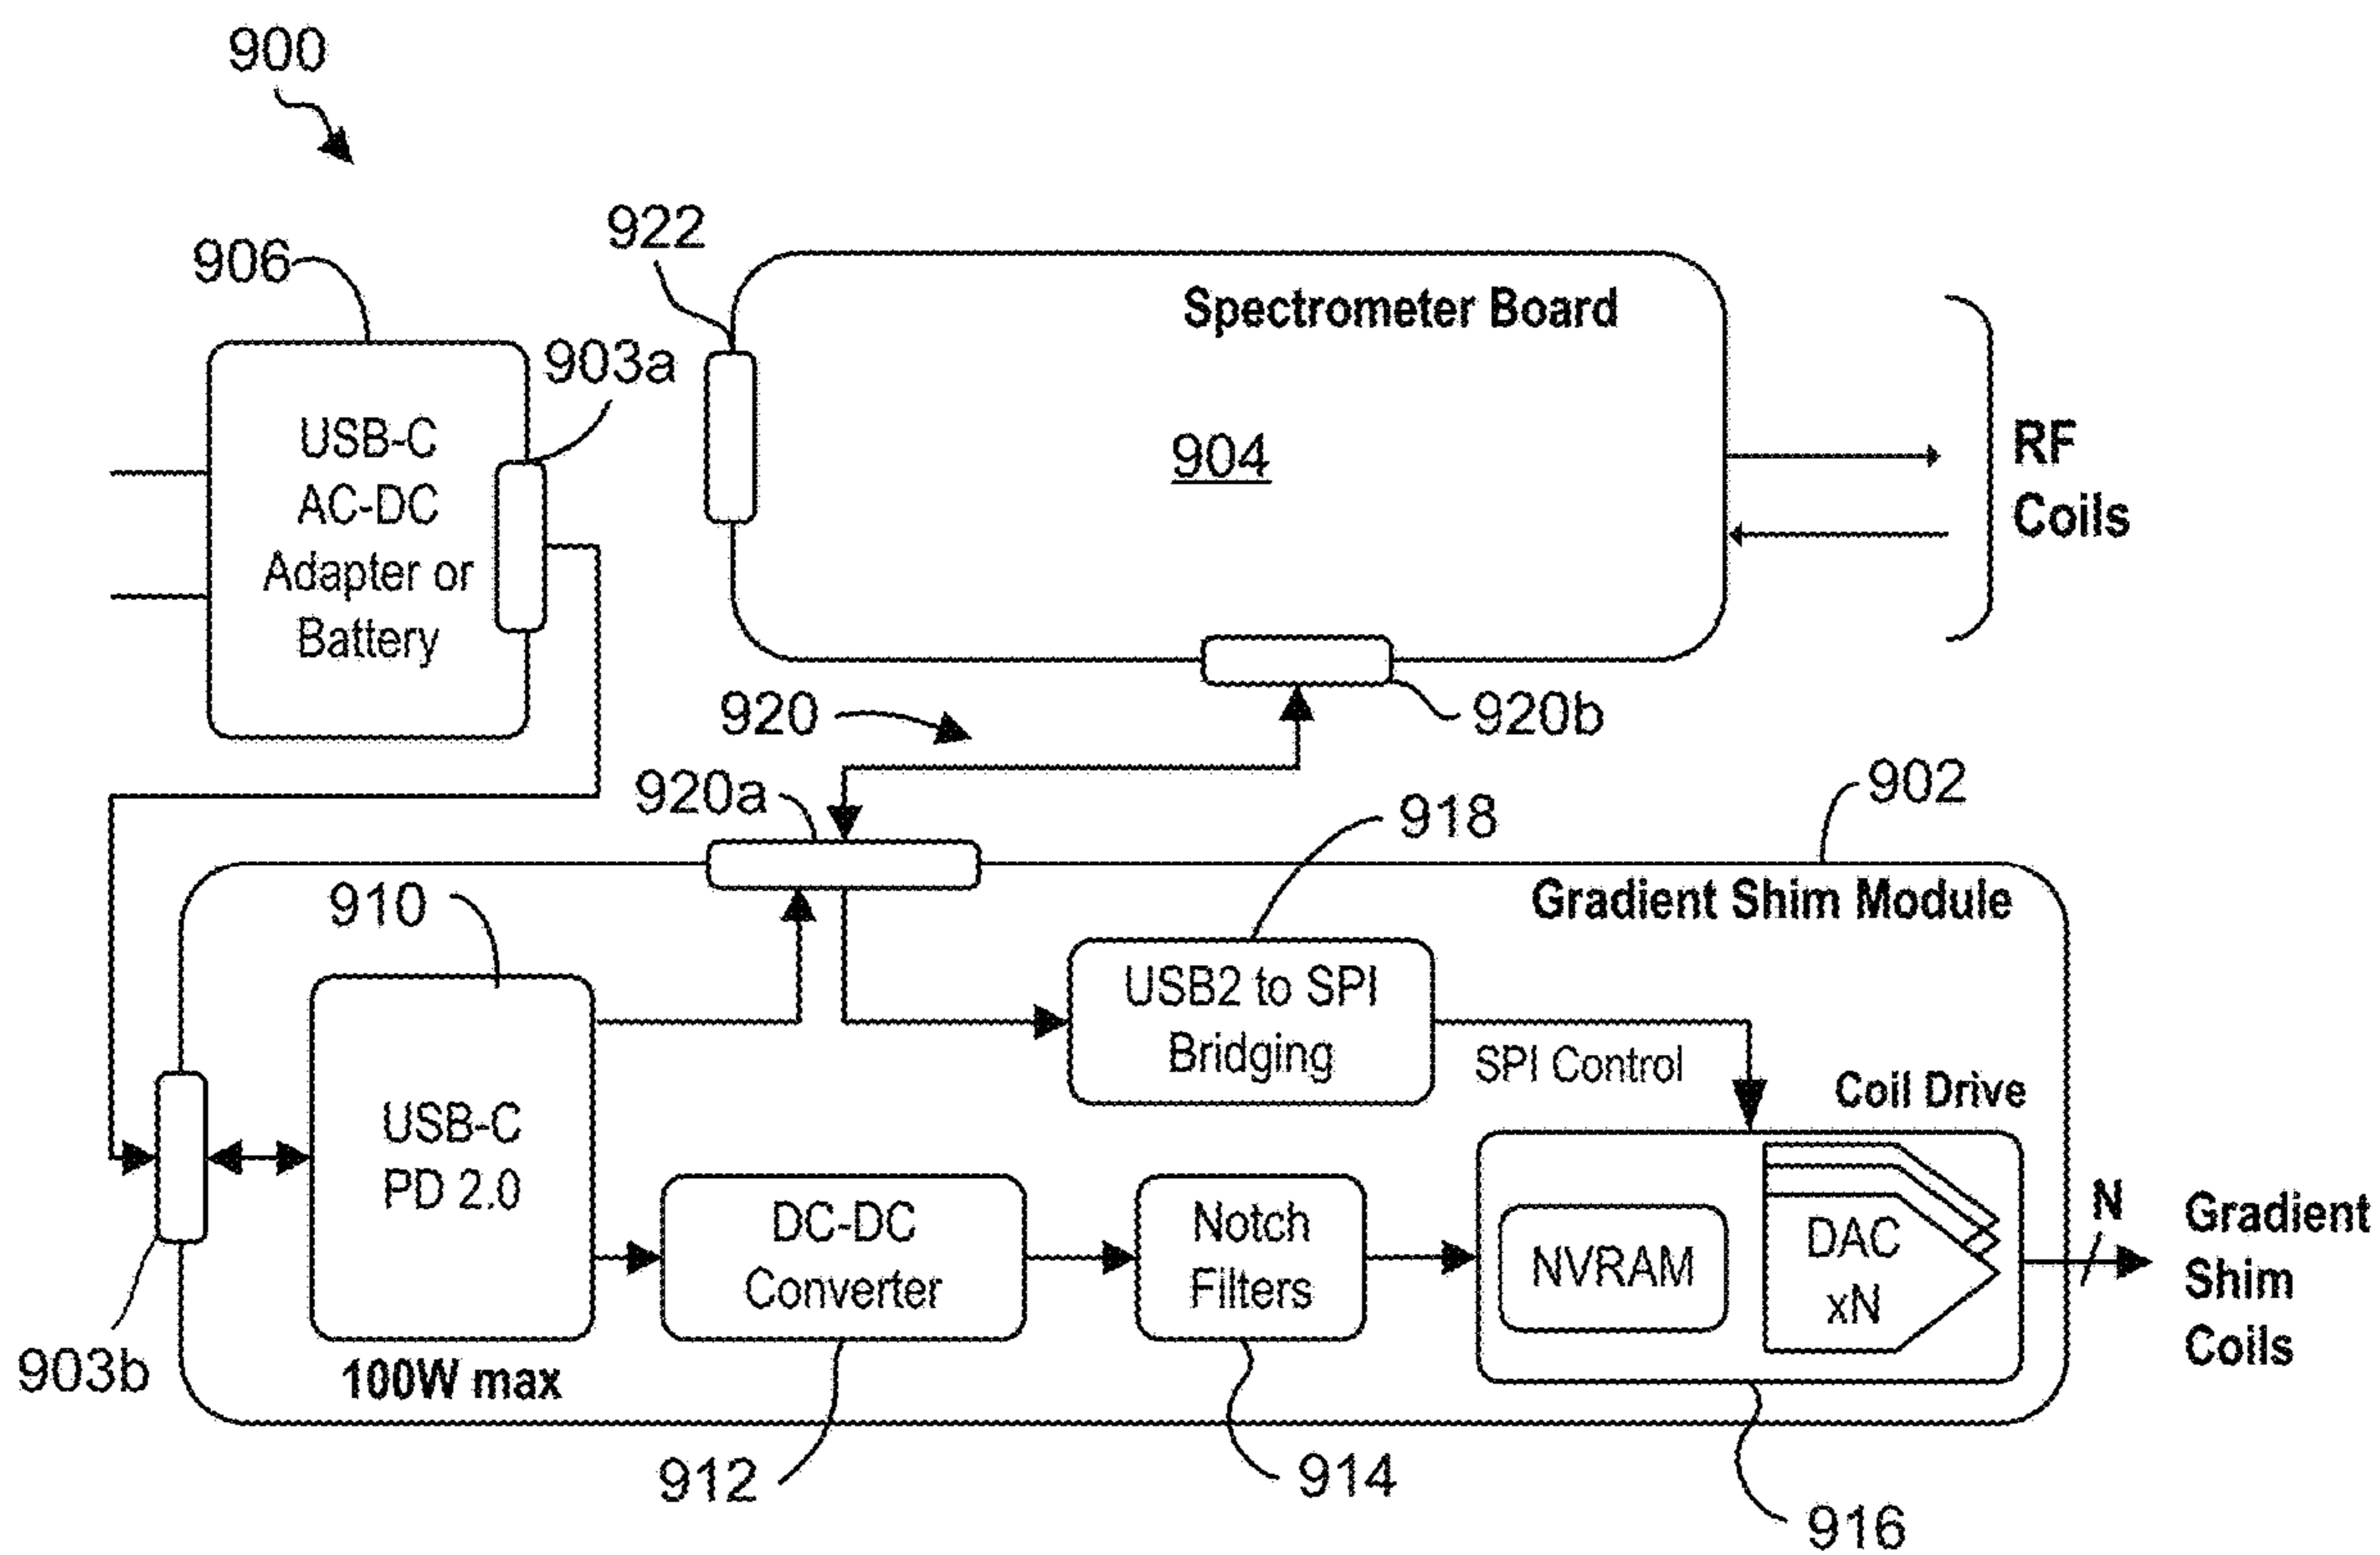 900
922
906
Spectrometer Board
903a
USB-C
AC-DC
Adapter or
Battery
904
RF
Coils
920
920b
920a
902
918
910
Gradient Shim Module
USB2 to SPI
Bridging
SPI Control
Coil Drive
USB-C
PD 2.0
DC-DC
Converter
Notch
Filters
NVRAM
DAC
xN
N
Gradient
Shim
Coils
903b
100W max
912
914
916